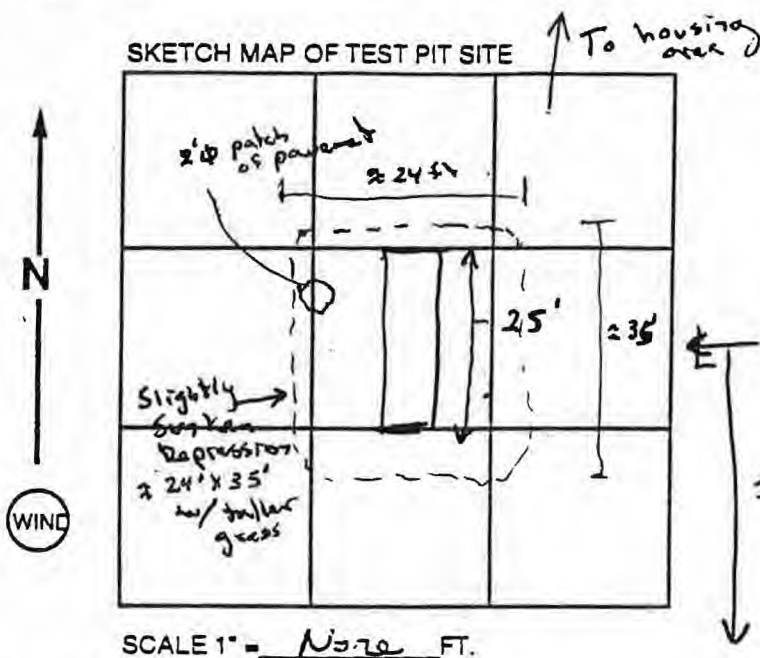 SKETCH MAP OF TEST PIT SITE
To housing
area
2'Φ patch
of pavement
≈ 24 ft
N
25'
≈ 35'
Slightly
Sunken
Depression
≈ 24' x 35'
w/ taller
grass
WIND
SCALE 1" = None FT.